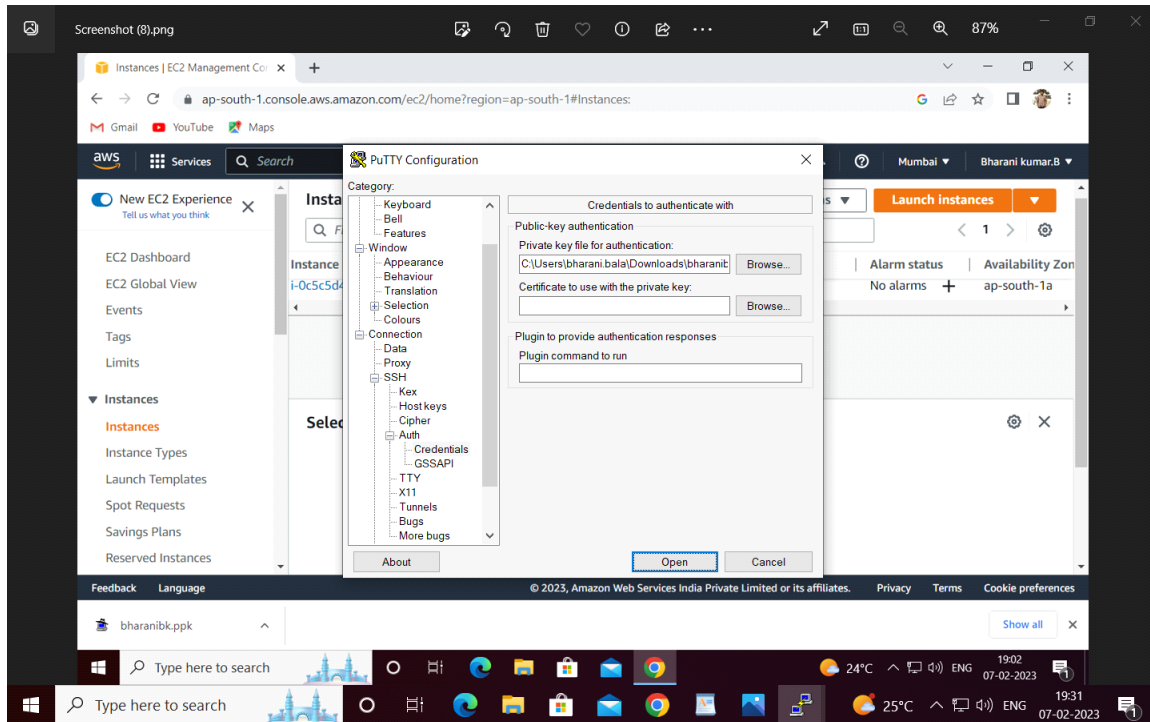 Screenshot (8).png
87%
Instances | EC2 Management Con
ap-south-1.console.aws.amazon.com/ec2/home?region=ap-south-1#Instances:
Gmail YouTube Maps
aws Services Search
Mumbai ▼ Bharani kumar.B ▼
New EC2 Experience
Tell us what you think
EC2 Dashboard
EC2 Global View
Events
Tags
Limits
Instances
Instances
Instance Types
Launch Templates
Spot Requests
Savings Plans
Reserved Instances
Insta
Instance
i-0c5c5d4
Selec
PuTTY Configuration
Category:
Keyboard
Bell
Features
Window
Appearance
Behaviour
Translation
Selection
Colours
Connection
Data
Proxy
SSH
Kex
Host keys
Cipher
Auth
Credentials
GSSAPI
TTY
X11
Tunnels
Bugs
More bugs
Credentials to authenticate with
Public-key authentication
Private key file for authentication:
C:\Users\bharani.bala\Downloads\bharanib Browse...
Certificate to use with the private key:
Browse...
Plugin to provide authentication responses
Plugin command to run
About Open Cancel
s ▼ Launch instances
1
Alarm status Availability Zon
No alarms + ap-south-1a
Feedback Language © 2023, Amazon Web Services India Private Limited or its affiliates. Privacy Terms Cookie preferences
bharanibk.ppk Show all
Type here to search 24°C ENG 19:02
07-02-2023
1
Type here to search 25°C ENG 19:31
07-02-2023
1